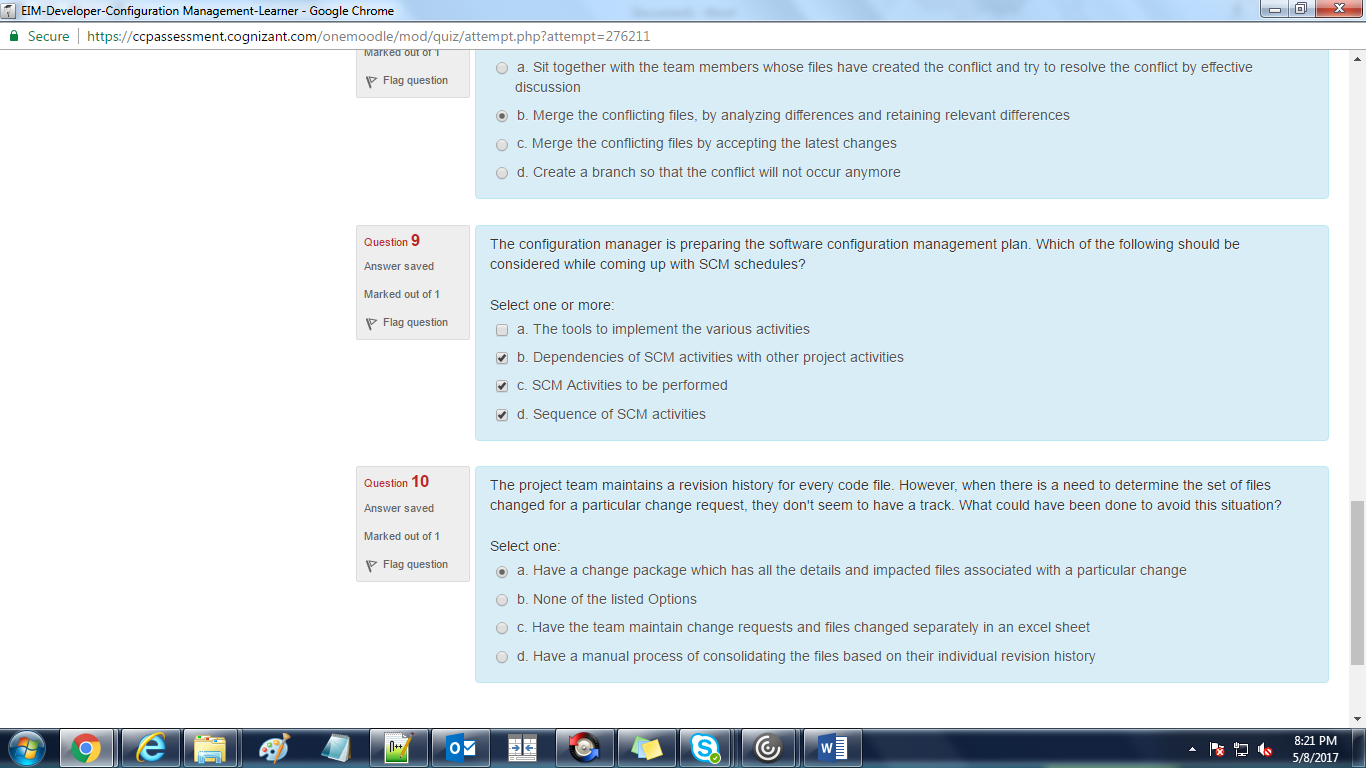 EIM-Developer-Configuration Management-Learner - Google Chrome
Secure
https://ccpassessment.cognizant.com/onemoodle/mod/quiz/attempt.php?attempt=276211
Marked out of 1
Flag question
a. Sit together with the team members whose files have created the conflict and try to resolve the conflict by effective
discussion
b. Merge the conflicting files, by analyzing differences and retaining relevant differences
c. Merge the conflicting files by accepting the latest changes
d. Create a branch so that the conflict will not occur anymore
Question 9
Answer saved
Marked out of 1
Flag question
The configuration manager is preparing the software configuration management plan. Which of the following should be
considered while coming up with SCM schedules?
Select one or more:
a. The tools to implement the various activities
b. Dependencies of SCM activities with other project activities
c. SCM Activities to be performed
d. Sequence of SCM activities
Question 10
Answer saved
Marked out of 1
Flag question
The project team maintains a revision history for every code file. However, when there is a need to determine the set of files
changed for a particular change request, they don't seem to have a track. What could have been done to avoid this situation?
Select one:
a. Have a change package which has all the details and impacted files associated with a particular change
b. None of the listed Options
c. Have the team maintain change requests and files changed separately in an excel sheet
d. Have a manual process of consolidating the files based on their individual revision history
8:21 PM
5/8/2017